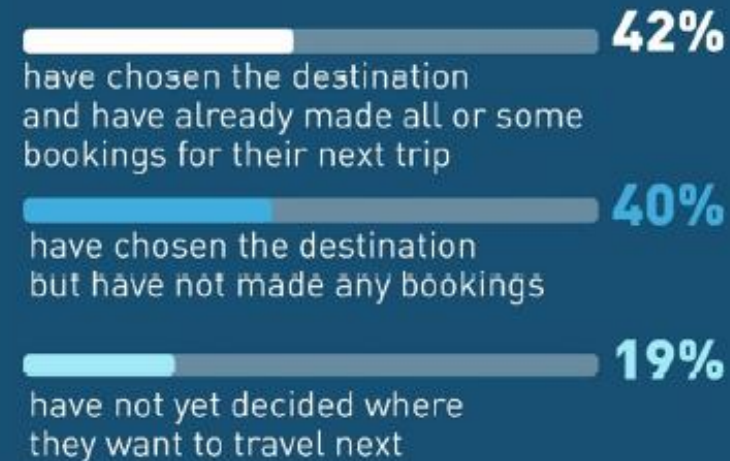 42%
have chosen the destination
and have already made all or some
bookings for their next trip
40%
have chosen the destination
but have not made any bookings
19%
have not yet decided where
they want to travel next